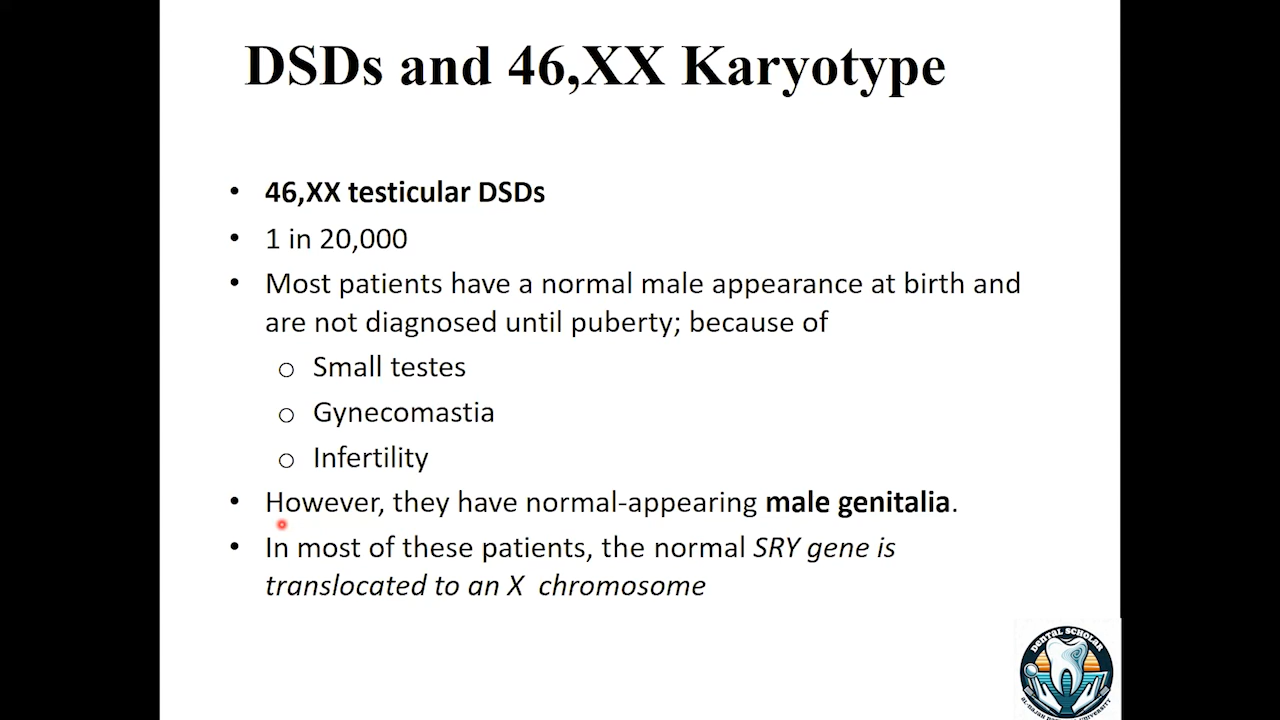 DSDs and 46,XX Karyotype
• 46,XX testicular DSDs
• 1 in 20,000
• Most patients have a normal male appearance at birth and
are not diagnosed until puberty; because of
o Small testes
o Gynecomastia
o Infertility
• However, they have normal-appearing male genitalia.
• In most of these patients, the normal SRY gene is
translocated to an X chromosome
DENTAL SCHOLAR